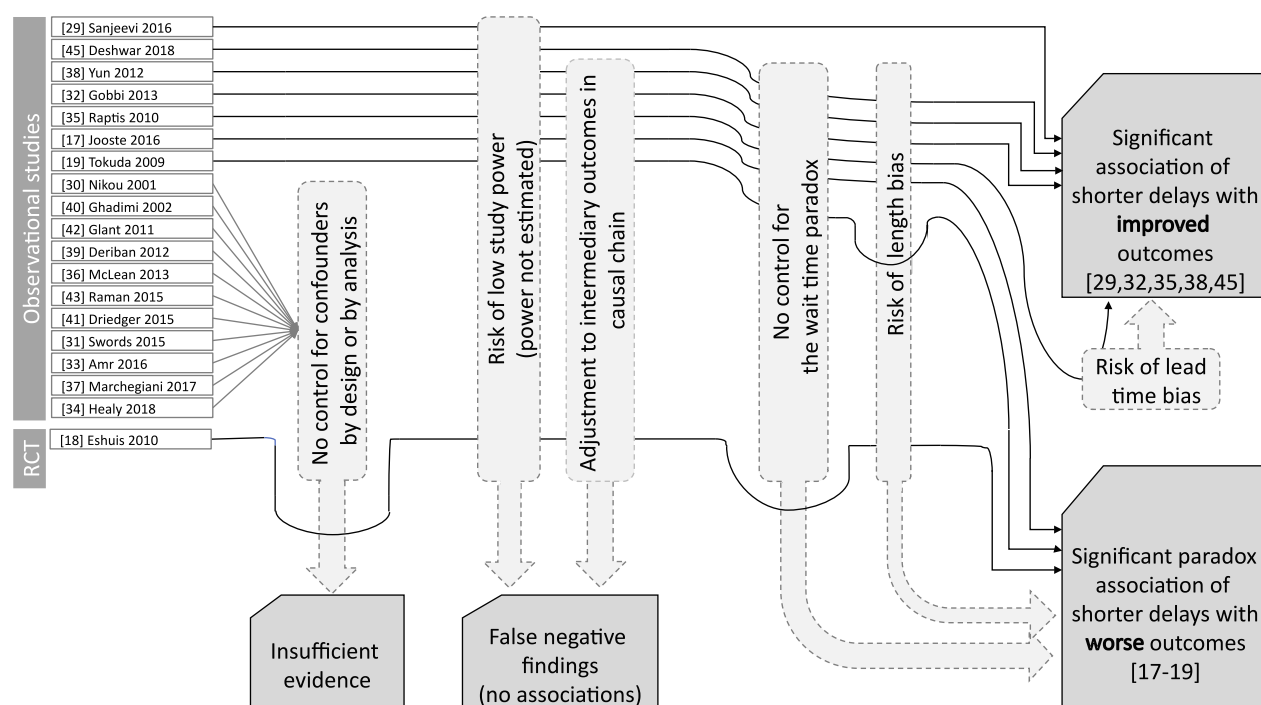 Observational studies
[29] Sanjeevi 2016
[45] Deshwar 2018
[38] Yun 2012
[32] Gobbi 2013
[35] Raptis 2010
[17] Jooste 2016
[19] Tokuda 2009
[30] Nikou 2001
[40] Ghadimi 2002
[42] Glant 2011
[39] Deriban 2012
[36] McLean 2013
[43] Raman 2015
[41] Driedger 2015
[31] Swords 2015
[33] Amr 2016
[37] Marchegiani 2017
[34] Healy 2018
RCT
[18] Eshuis 2010
No control for confounders
by design or by analysis
Risk of low study power
(power not estimated)
Adjustment to intermediary outcomes in
causal chain
No control for
the wait time paradox
Risk of length bias
Significant
association of
shorter delays with
improved
outcomes
[29,32,35,38,45]
Risk of lead
time bias
Significant paradox
association of
shorter delays with
worse outcomes
[17-19]
Insufficient
evidence
False negative
findings
(no associations)